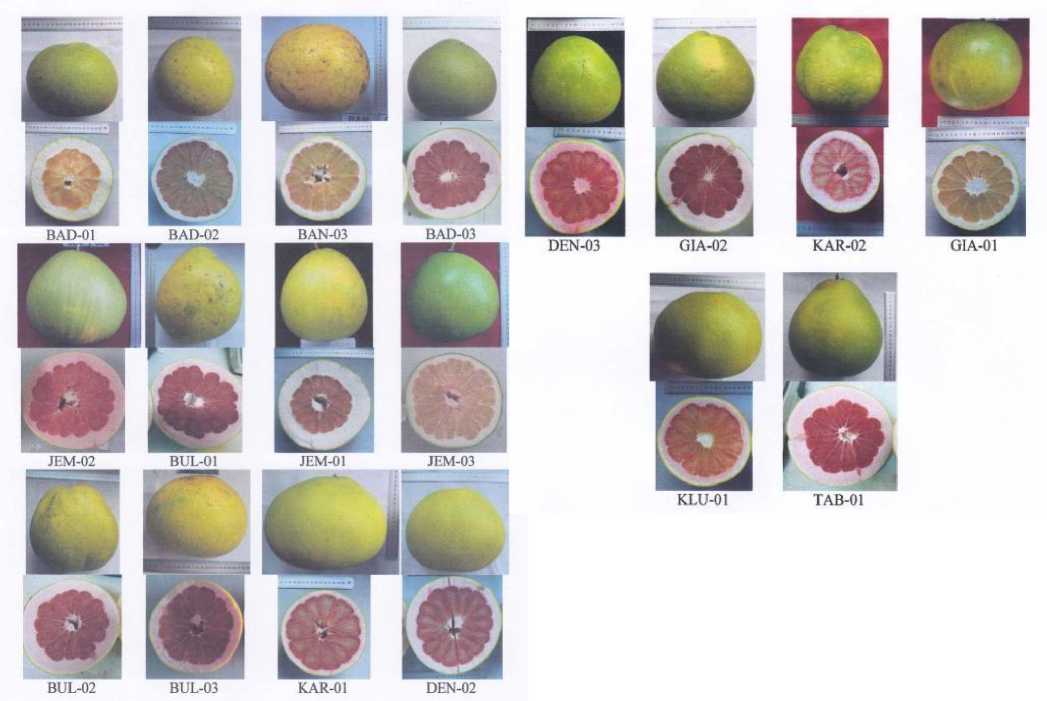 BAD-01 BAD-02 BAN-03 BAD-03
DEN-03 GIA-02 KAR-02 GIA-01
JEM-02 BUL-01 JEM-01 JEM-03
KLU-01 TAB-01
BUL-02 BUL-03 KAR-01 DEN-02